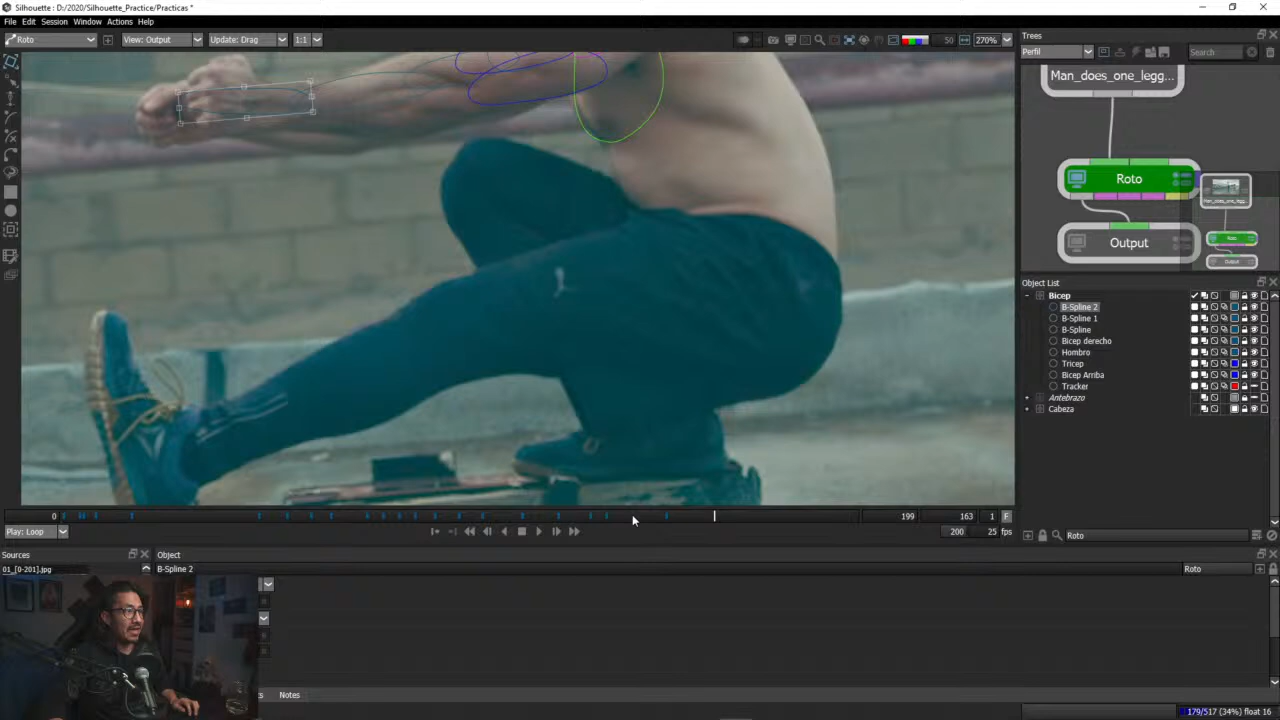 Silhouette : D:/2020/Silhouette_Practice/Practicas *
File Edit Session Window Actions Help
Roto View: Output Update: Drag 1:1 50 270%
Trees
Perfil Search
Man_does_one_legg...
Roto
Output
Object List
Bicep
B-Spline 2
B-Spline 1
B-Spline
Bicep derecho
Hombro
Tricep
Bicep Arriba
Tracker
Antebrazo
Cabeza
0 199 163 1 F
Play: Loop 200 25 fps
Roto
Sources Object
01_[0-201].jpg B-Spline 2 Roto
Notes
179/517 (34%) float 16